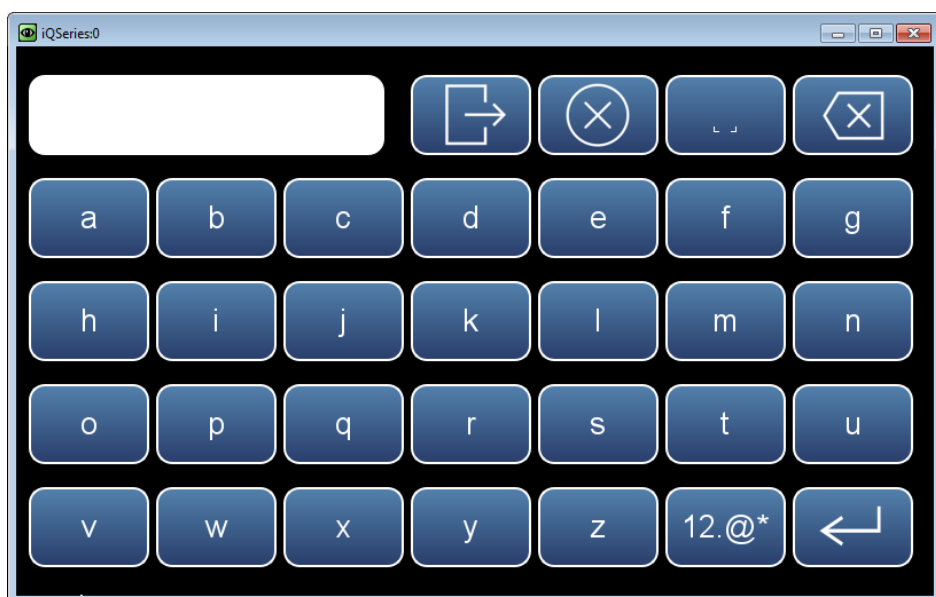 iQSeries:0
a b c d e f g
h i j k l m n
o p q r s t u
v w x y z 12.@*